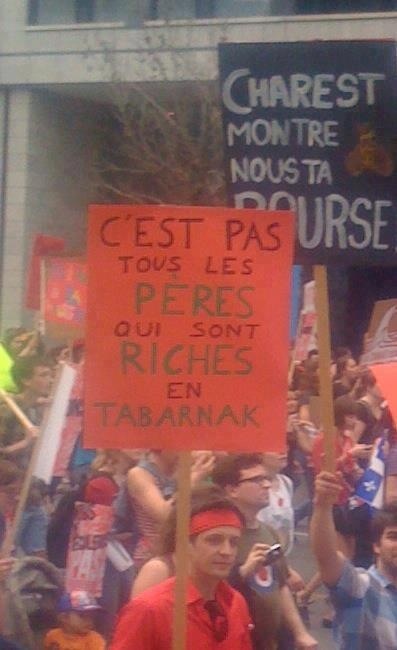 CHAREST
MONTRE
NOUS TA
BOURSE
C'EST PAS
TOUS LES
PÈRES
QUI SONT
RICHES
EN
TABARNAK